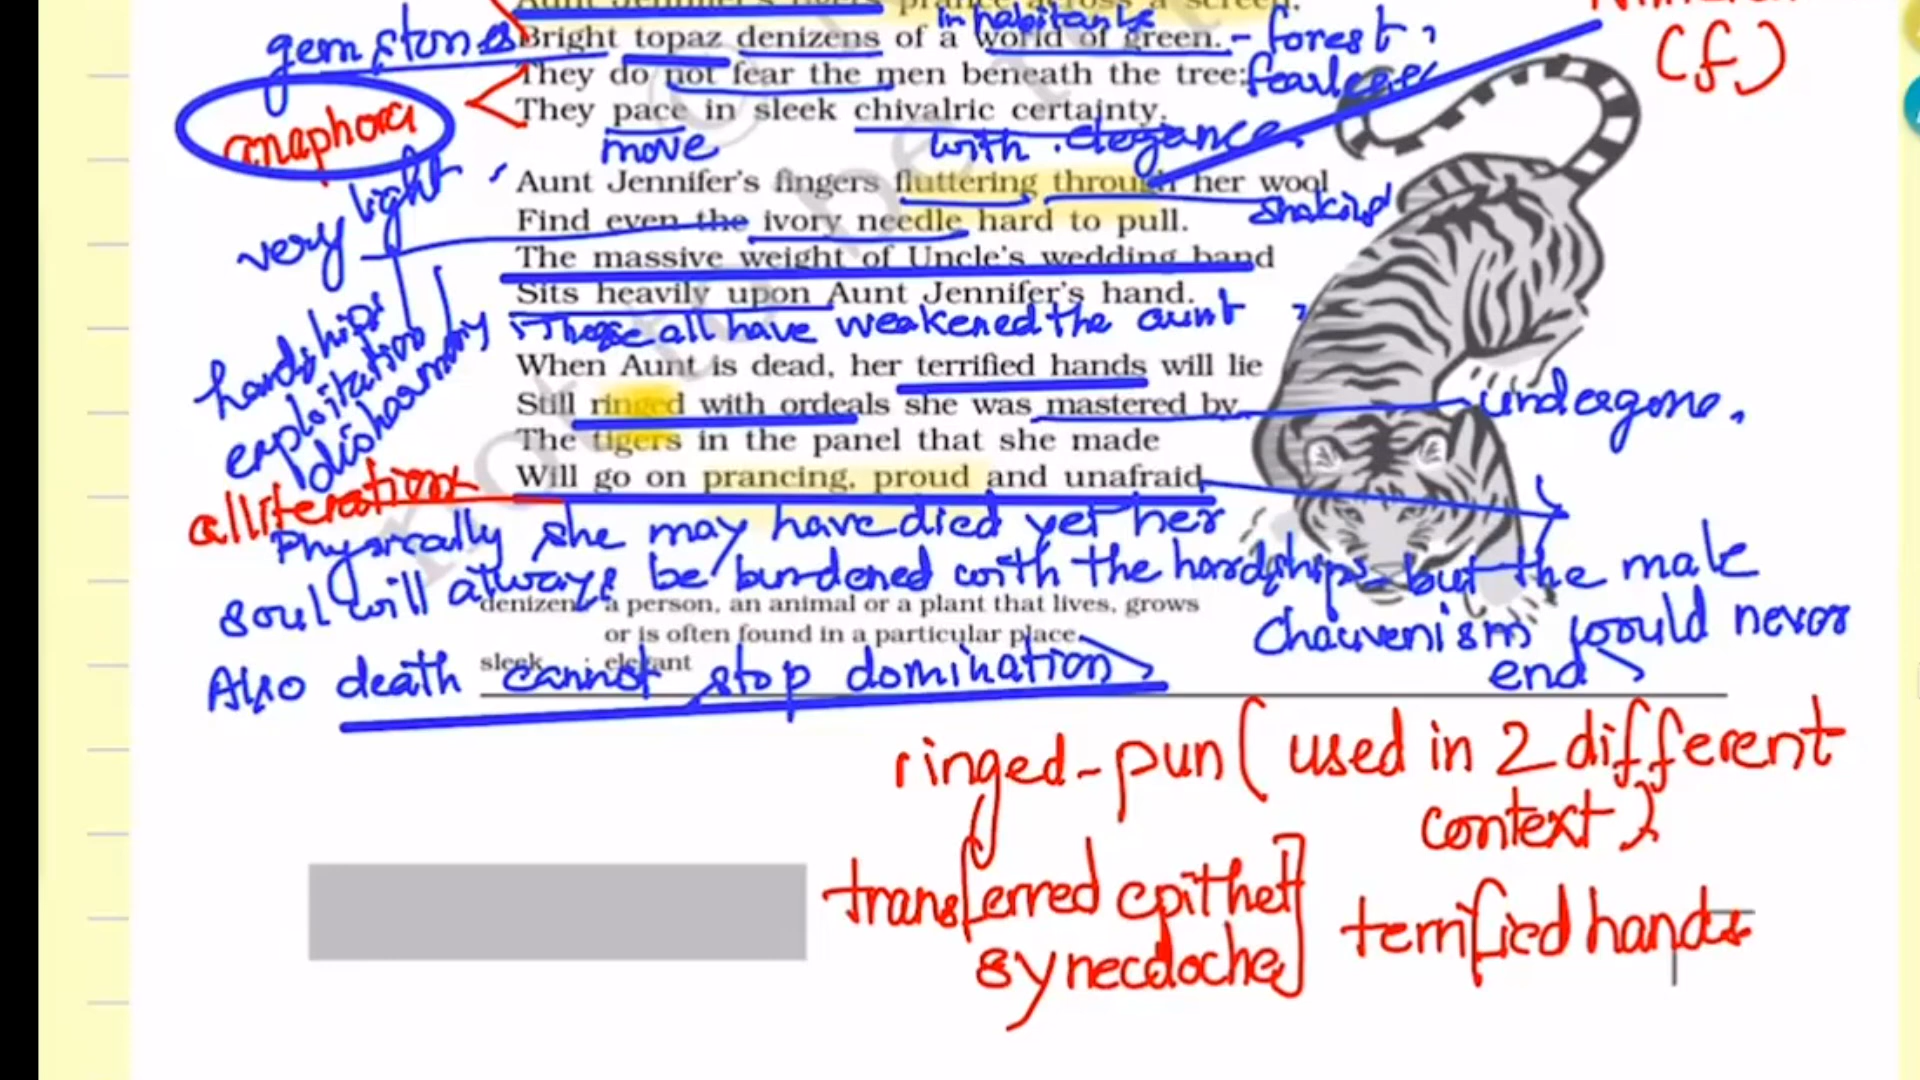 Aunt Jennifer's tigers prance across a screen,
inhabitants
gem stones Bright topaz denizens of a world of green. - forest,
(f)
They do not fear the men beneath the tree; fearless
anaphora
They pace in sleek chivalric certainty.
move with elegance
very light
Aunt Jennifer's fingers fluttering through her wool
shaking
Find even the ivory needle hard to pull.
The massive weight of Uncle's wedding band
Sits heavily upon Aunt Jennifer's hand.
hardships
exploitation
disharmony
These all have weakened the aunt
When Aunt is dead, her terrified hands will lie
Still ringed with ordeals she was mastered by. undergone.
The tigers in the panel that she made
Will go on prancing, proud and unafraid.
alliteration
Physically she may have died yet her
soul will always be burdened with the hardships but the male
chauvenism would never
end
denizen : a person, an animal or a plant that lives, grows
or is often found in a particular place
sleek : elegant
Also death cannot stop domination
ringed - pun ( used in 2 different
context )
transferred epithet
synecdoche
terrified hands